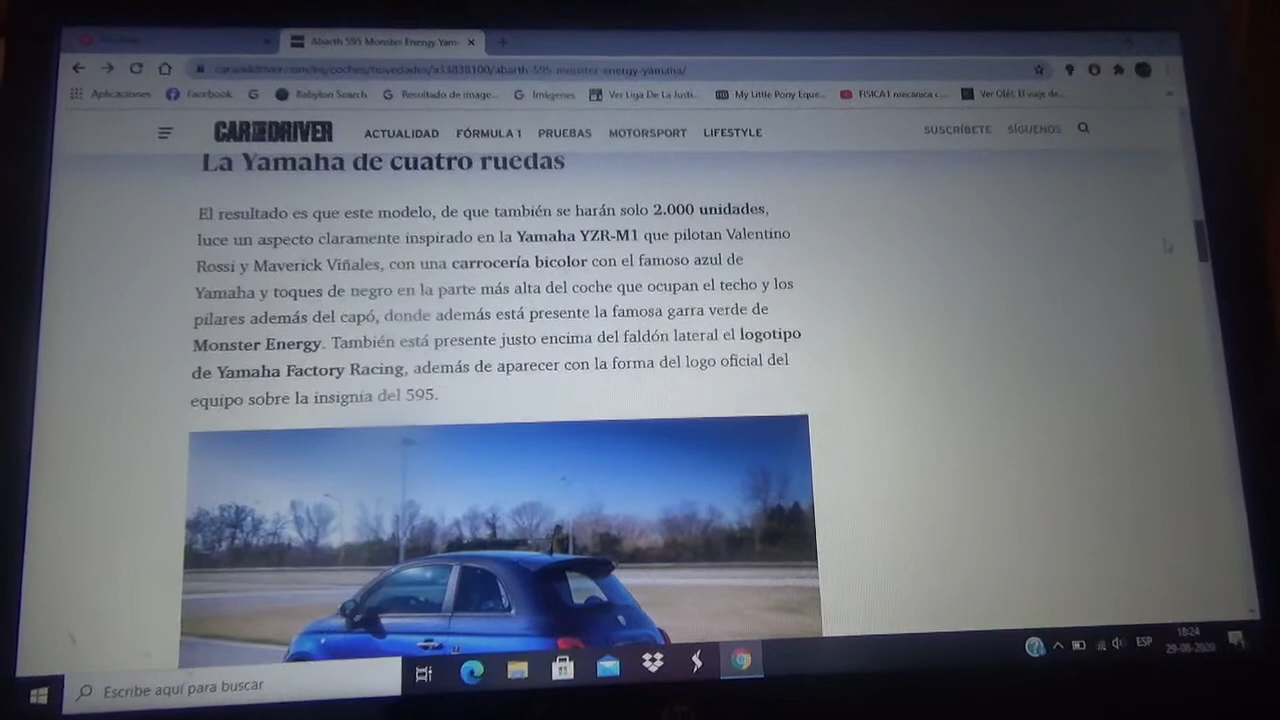 Abarth 595 Monster Energy Yam-
caranddriver.com/es/coches/novedades/a33838100/abarth-595-monster-energy-yamaha/
Aplicaciones Facebook Babylon Search Resultado de image... Imágenes Ver Liga De La Justi... My Little Pony Eque... FISICA1 mecánica c... Ver Olé!: El viaje de...
CAR AND DRIVER ACTUALIDAD FÓRMULA 1 PRUEBAS MOTORSPORT LIFESTYLE SUSCRÍBETE SÍGUENOS
La Yamaha de cuatro ruedas
El resultado es que este modelo, de que también se harán solo 2.000 unidades,
luce un aspecto claramente inspirado en la Yamaha YZR-M1 que pilotan Valentino
Rossi y Maverick Viñales, con una carrocería bicolor con el famoso azul de
Yamaha y toques de negro en la parte más alta del coche que ocupan el techo y los
pilares además del capó, donde además está presente la famosa garra verde de
Monster Energy. También está presente justo encima del faldón lateral el logotipo
de Yamaha Factory Racing, además de aparecer con la forma del logo oficial del
equipo sobre la insignia del 595.
Escribe aquí para buscar
ESP
18:24
29-08-2020